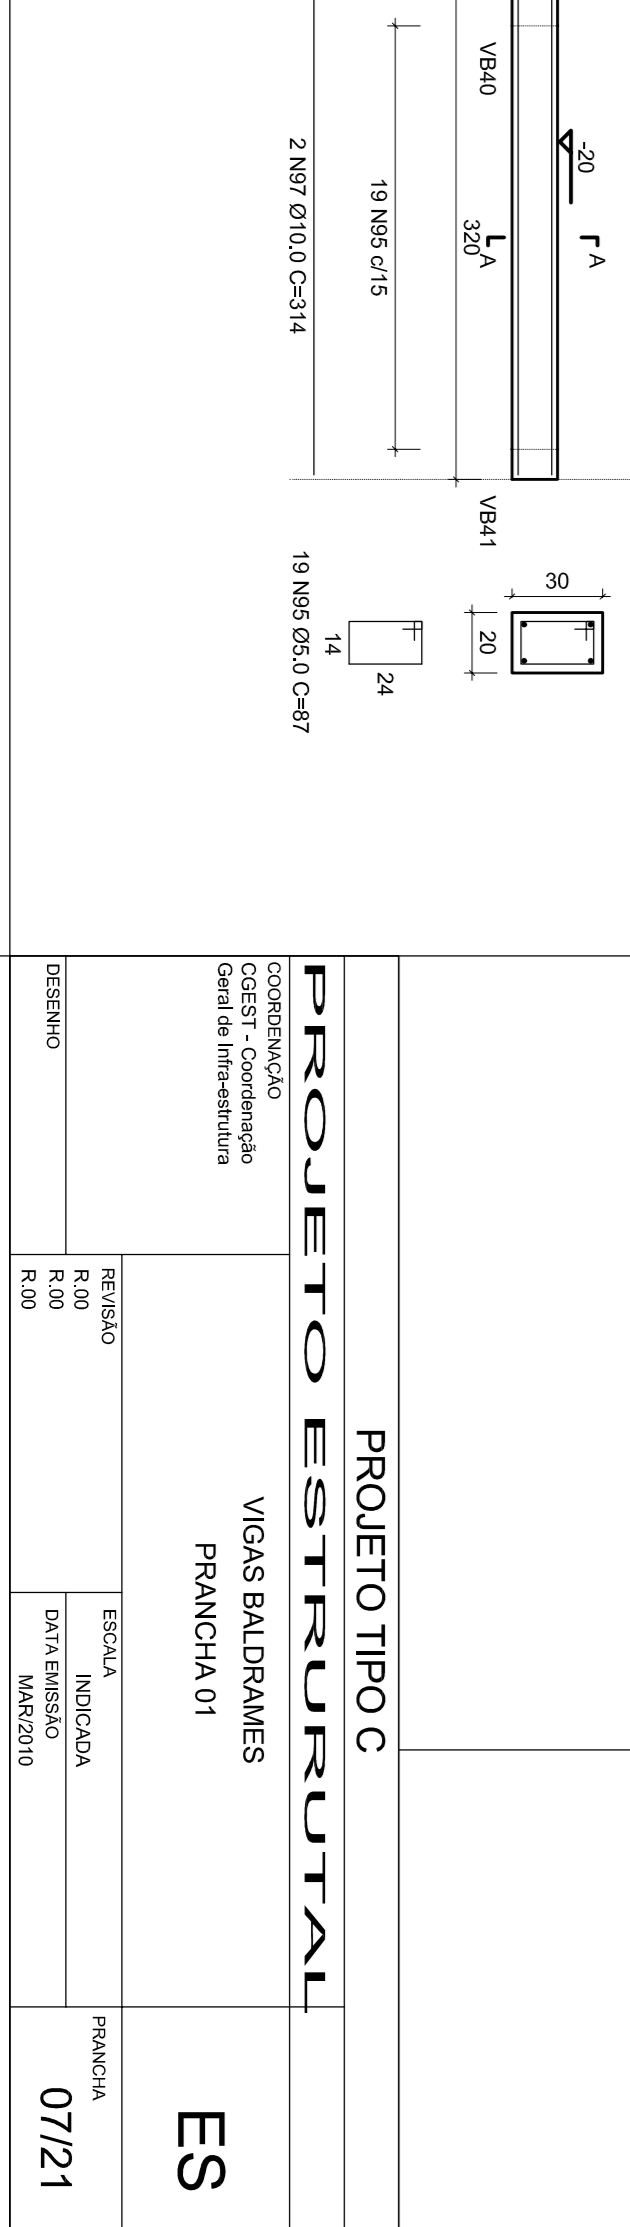 -20
A
VB40
320
A
VB41
19 N95 c/15
2 N97 Ø10.0 C=314
30
20
24
14
19 N95 Ø5.0 C=87
PROJETO TIPO C
PROJETO ESTRURUTAL
COORDENAÇÃO
CGEST - Coordenação
Geral de Infra-estrutura
DESENHO
VIGAS BALDRAMES
PRANCHA 01
REVISÃO
R.00
R.00
R.00
ESCALA
INDICADA
DATA EMISSÃO
MAR/2010
ES
PRANCHA
07/21